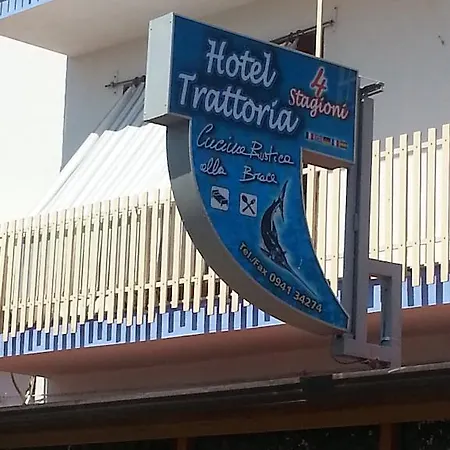 Hotel
Trattoria
4
Stagioni
Cucina Rustica
alla Brace
Tel./Fax 0941 34274